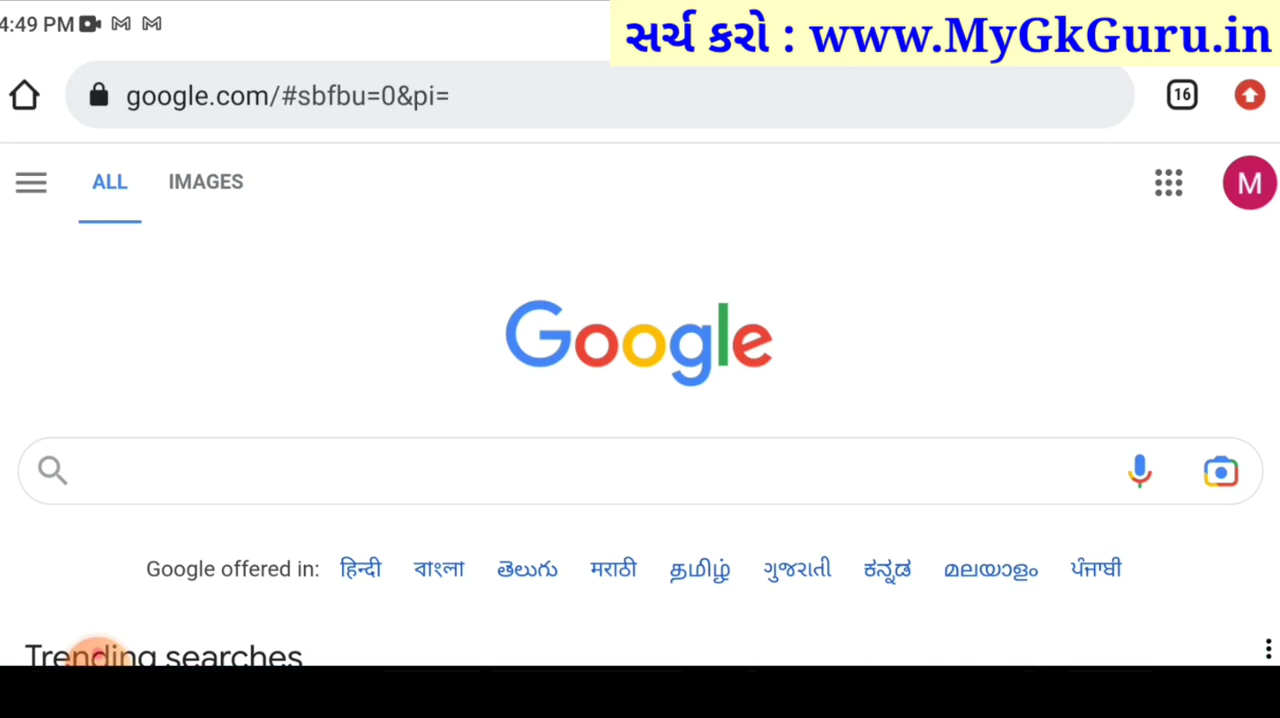 4:49 PM
સર્ચ કરો : www.MyGkGuru.in
google.com/#sbfbu=0&pi=
16
ALL IMAGES
M
Google
Google offered in: हिन्दी বাংলা తెలుగు मराठी தமிழ் ગુજરાતી ಕನ್ನಡ മലയാളം ਪੰਜਾਬੀ
Trending searches